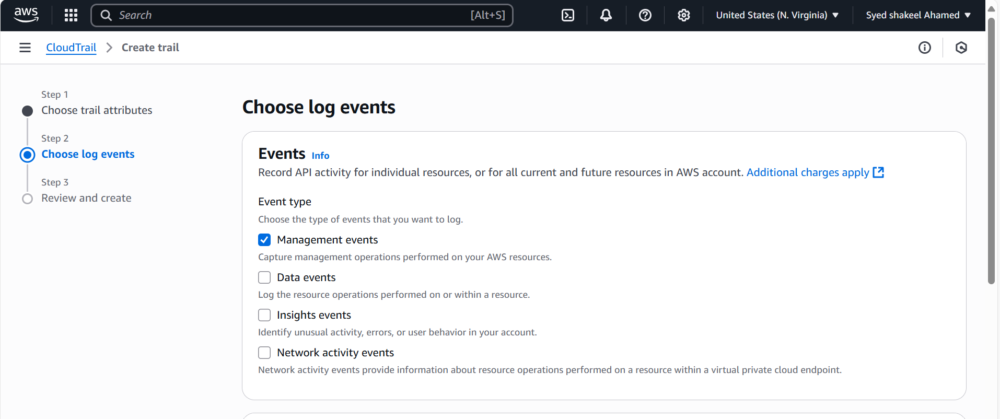 aws
Search [Alt+S]
United States (N. Virginia)
Syed shakeel Ahamed
CloudTrail
Create trail
Step 1
Choose trail attributes
Step 2
Choose log events
Step 3
Review and create
Choose log events
Events Info
Record API activity for individual resources, or for all current and future resources in AWS account. Additional charges apply
Event type
Choose the type of events that you want to log.
Management events
Capture management operations performed on your AWS resources.
Data events
Log the resource operations performed on or within a resource.
Insights events
Identify unusual activity, errors, or user behavior in your account.
Network activity events
Network activity events provide information about resource operations performed on a resource within a virtual private cloud endpoint.